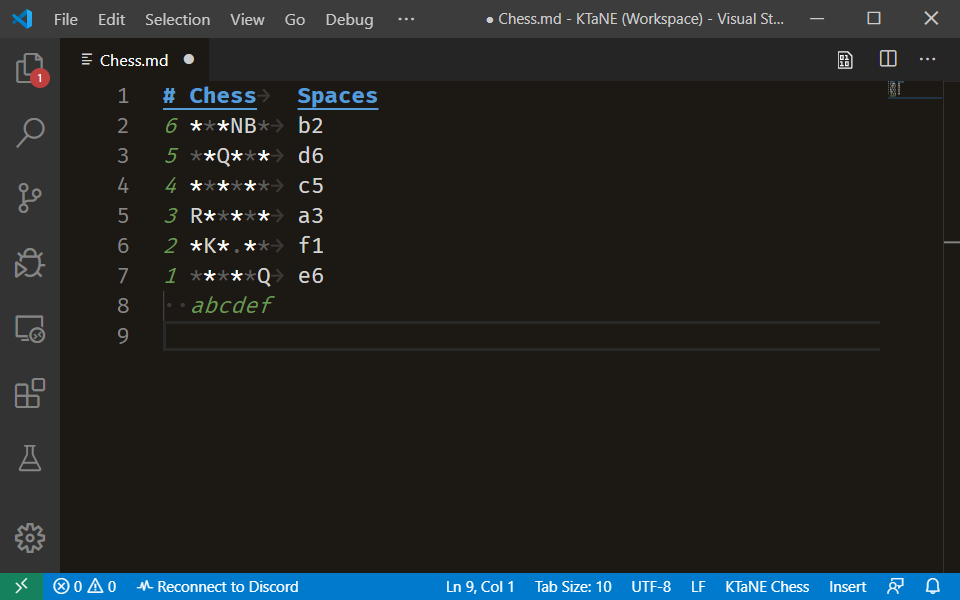 File Edit Selection View Go Debug ··· ● Chess.md - KTaNE (Workspace) - Visual St...
Chess.md ●
1
1 # Chess→ Spaces
2 6 ***NB*→ b2
3 5 **Q***→ d6
4 4 ******→ c5
5 3 R*****→ a3
6 2 *K*.**→ f1
7 1 *****Q→ e6
8 ··abcdef
9
0 0 Reconnect to Discord Ln 9, Col 1 Tab Size: 10 UTF-8 LF KTaNE Chess Insert